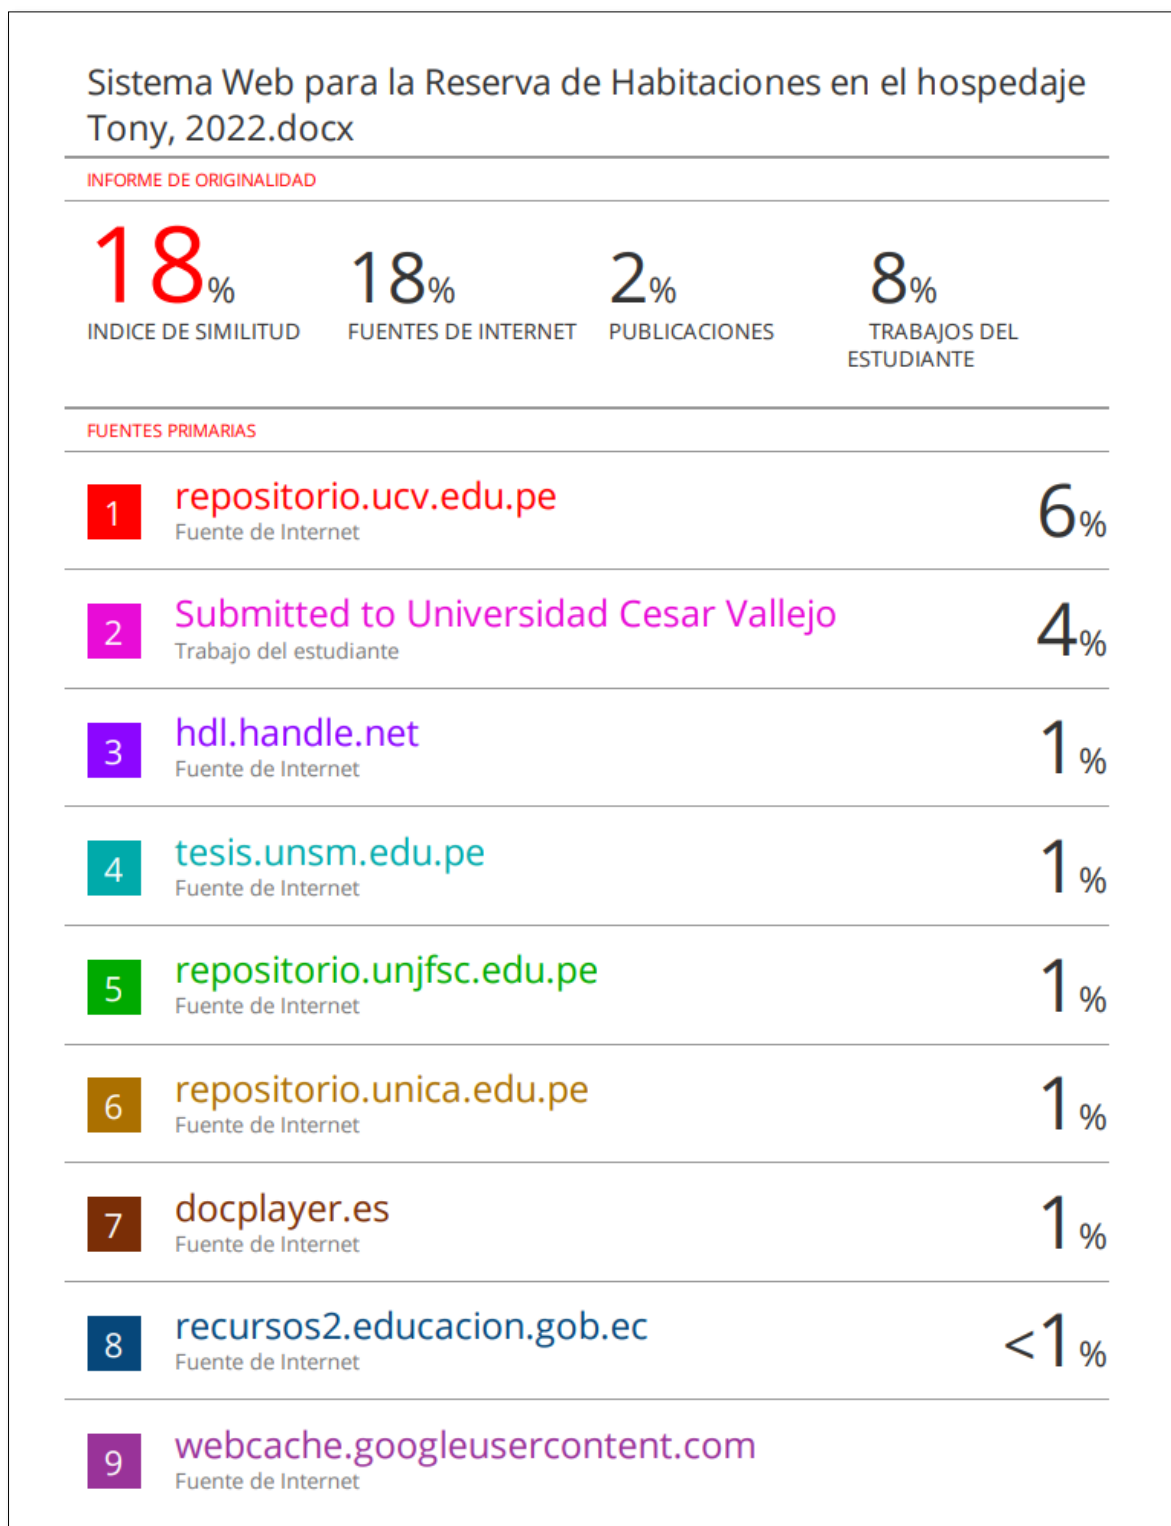 Sistema Web para la Reserva de Habitaciones en el hospedaje
Tony, 2022.docx
INFORME DE ORIGINALIDAD
18% 18% 2% 8%
INDICE DE SIMILITUD FUENTES DE INTERNET PUBLICACIONES TRABAJOS DEL
ESTUDIANTE
FUENTES PRIMARIAS
1 repositorio.ucv.edu.pe 6%
Fuente de Internet
2 Submitted to Universidad Cesar Vallejo 4%
Trabajo del estudiante
3 hdl.handle.net 1%
Fuente de Internet
4 tesis.unsm.edu.pe 1%
Fuente de Internet
5 repositorio.unjfsc.edu.pe 1%
Fuente de Internet
6 repositorio.unica.edu.pe 1%
Fuente de Internet
7 docplayer.es 1%
Fuente de Internet
8 recursos2.educacion.gob.ec <1%
Fuente de Internet
9 webcache.googleusercontent.com
Fuente de Internet